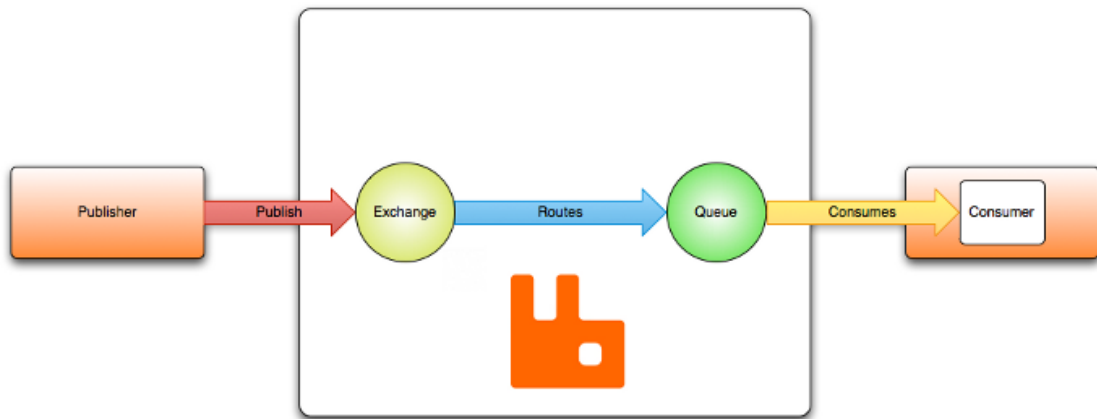 Publisher
Publish
Exchange
Routes
Queue
Consumes
Consumer